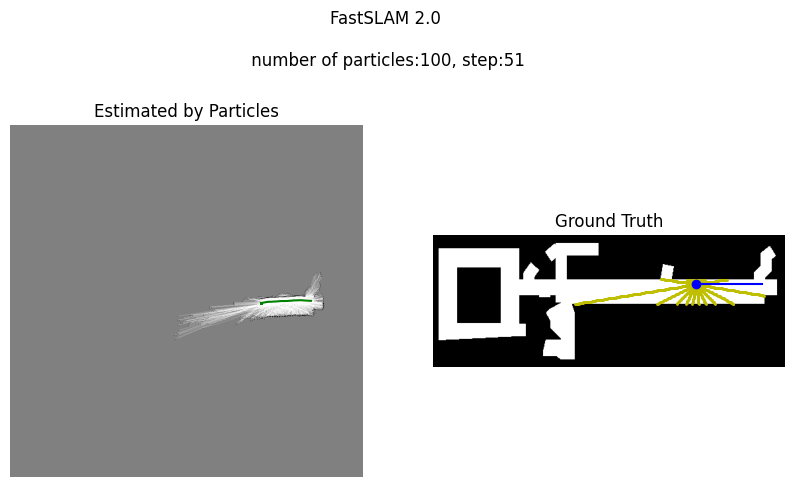 FastSLAM 2.0
number of particles:100, step:51
Estimated by Particles
Ground Truth